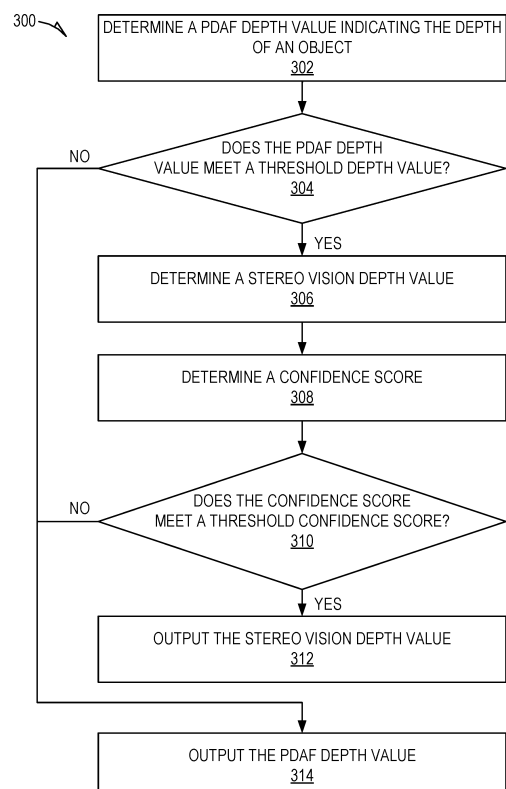 300
DETERMINE A PDAF DEPTH VALUE INDICATING THE DEPTH
OF AN OBJECT
302
DOES THE PDAF DEPTH
VALUE MEET A THRESHOLD DEPTH VALUE?
304
NO
YES
DETERMINE A STEREO VISION DEPTH VALUE
306
DETERMINE A CONFIDENCE SCORE
308
DOES THE CONFIDENCE SCORE
MEET A THRESHOLD CONFIDENCE SCORE?
310
NO
YES
OUTPUT THE STEREO VISION DEPTH VALUE
312
OUTPUT THE PDAF DEPTH VALUE
314